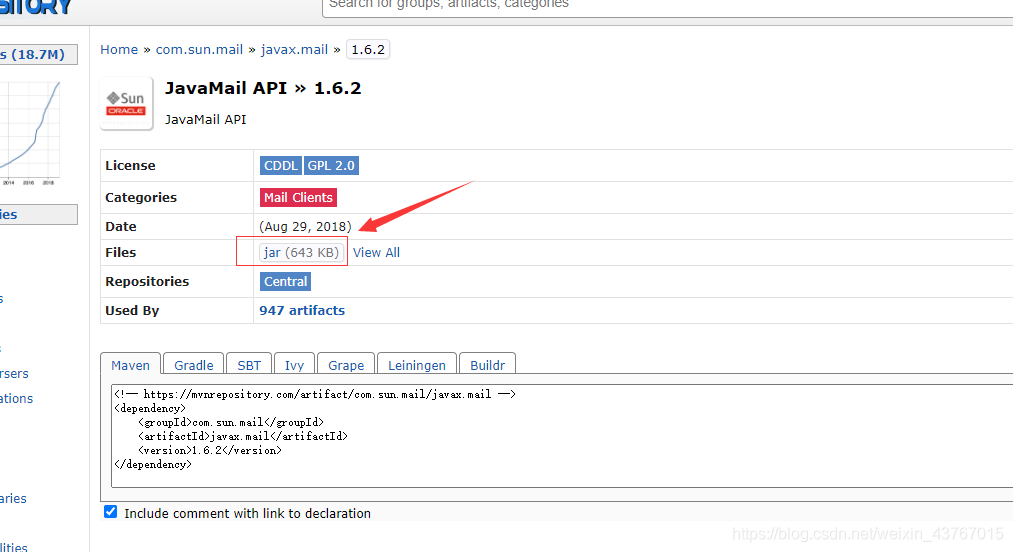 SITORY
Search for groups, artifacts, categories
s (18.7M)
2014 2016 2018
ies
s
rsers
ations
aries
lities
Home » com.sun.mail » javax.mail » 1.6.2
Sun
ORACLE
JavaMail API » 1.6.2
JavaMail API
License CDDL GPL 2.0
Categories Mail Clients
Date (Aug 29, 2018)
Files jar (643 KB) View All
Repositories Central
Used By 947 artifacts
Maven Gradle SBT Ivy Grape Leiningen Buildr
<!-- https://mvnrepository.com/artifact/com.sun.mail/javax.mail -->
<dependency>
    <groupId>com.sun.mail</groupId>
    <artifactId>javax.mail</artifactId>
    <version>1.6.2</version>
</dependency>
Include comment with link to declaration
https://blog.csdn.net/weixin_43767015